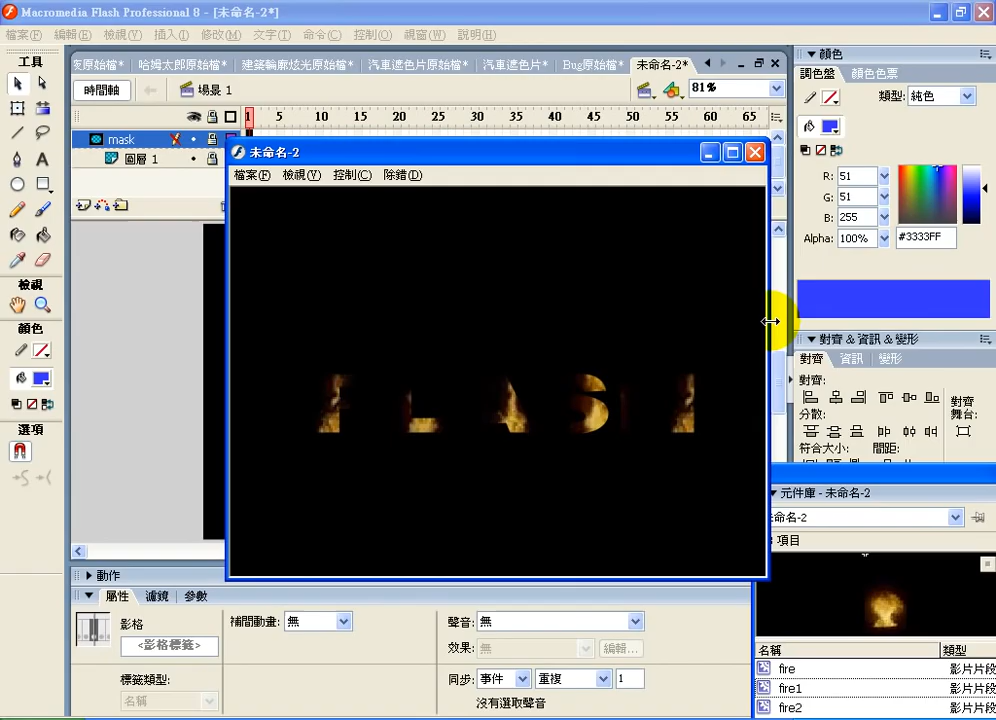 Macromedia Flash Professional 8 - [未命名-2*]
檔案(F) 編輯(E) 檢視(V) 插入(I) 修改(M) 文字(T) 命令(C) 控制(O) 視窗(W) 說明(H)
工具
檢視
顏色
選項
哈姆太郎原始檔* 建築輪廓炫光原始檔* 汽車遮色片原始檔* 汽車遮色片* Bug原始檔* 未命名-2*
時間軸 場景 1 81%
1 5 10 15 20 25 30 35 40 45 50 55 60 65
mask
圖層 1
未命名-2
檔案(F) 檢視(V) 控制(C) 除錯(D)
FLASH
動作
屬性 濾鏡 參數
影格
<影格標籤>
標籤類型:
名稱
補間動畫: 無
聲音: 無
效果: 無 編輯...
同步: 事件 重複 1
沒有選取聲音
顏色
調色盤 顏色色票
類型: 純色
R: 51
G: 51
B: 255
Alpha: 100% #3333FF
對齊 & 資訊 & 變形
對齊 資訊 變形
對齊:
分散:
符合大小: 間距:
對齊
舞台:
元件庫 - 未命名-2
未命名-2
項目
名稱 類型
fire 影片片段
fire1 影片片段
fire2 影片片段